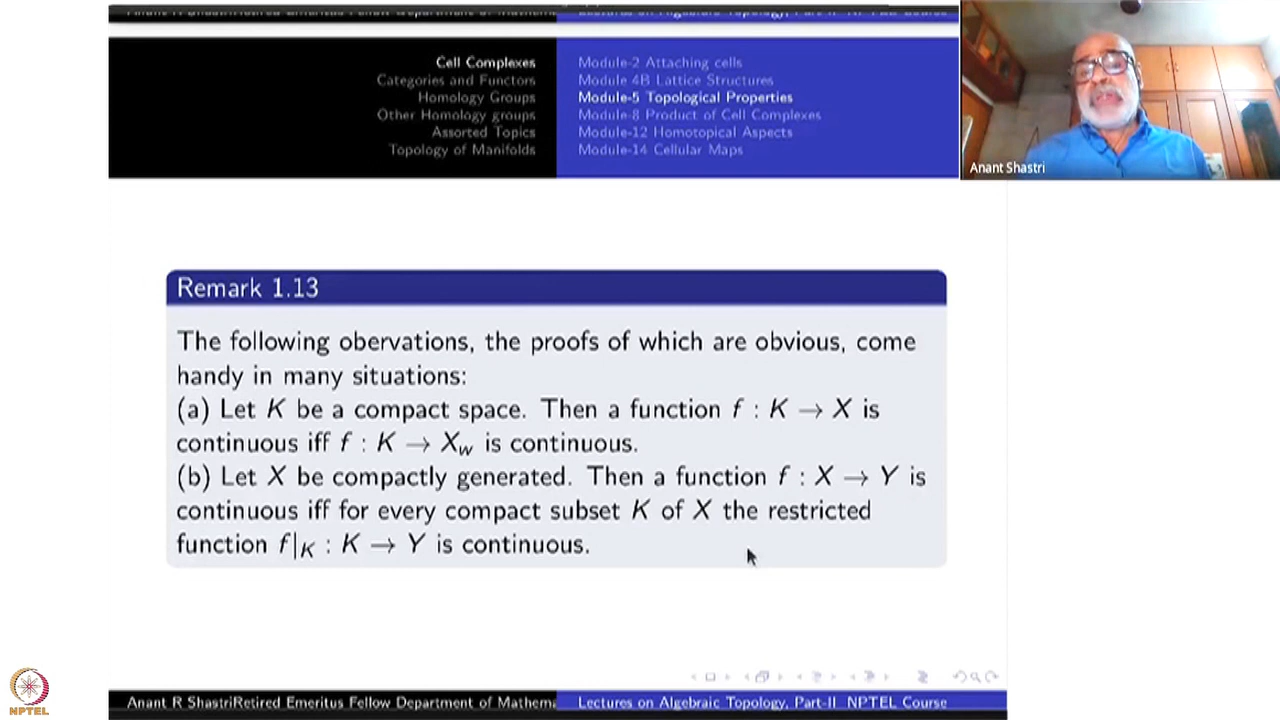 Cell Complexes
Categories and Functors
Homology Groups
Other Homology groups
Assorted Topics
Topology of Manifolds
Module-2 Attaching cells
Module 4B Lattice Structures
Module-5 Topological Properties
Module-8 Product of Cell Complexes
Module-12 Homotopical Aspects
Module-14 Cellular Maps
Anant Shastri
Remark 1.13
The following obervations, the proofs of which are obvious, come
handy in many situations:
(a) Let K be a compact space. Then a function f : K → X is
continuous iff f : K → X_w is continuous.
(b) Let X be compactly generated. Then a function f : X → Y is
continuous iff for every compact subset K of X the restricted
function f|_K : K → Y is continuous.
NPTEL
Anant R ShastriRetired Emeritus Fellow Department of Mathema
Lectures on Algebraic Topology, Part-II NPTEL Course